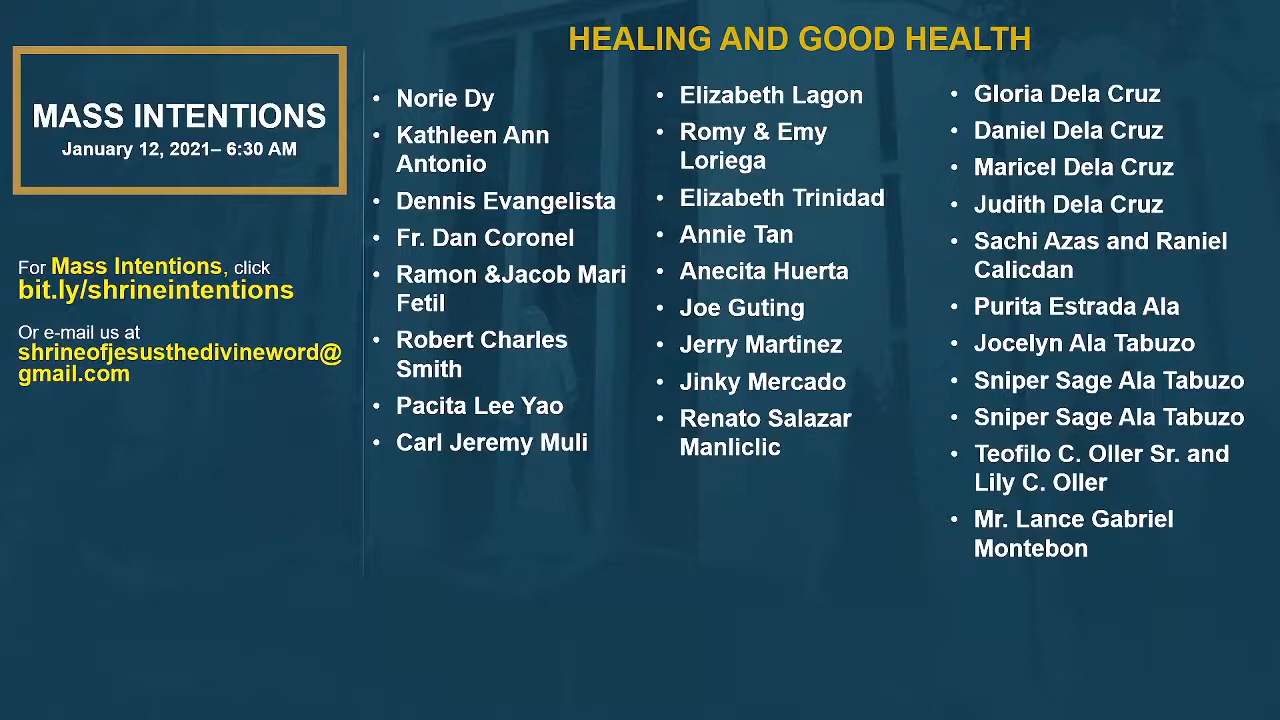 HEALING AND GOOD HEALTH
MASS INTENTIONS
January 12, 2021– 6:30 AM
For Mass Intentions, click
bit.ly/shrineintentions
Or e-mail us at
shrineofjesusthedivineword@
gmail.com
• Norie Dy
• Kathleen Ann
Antonio
• Dennis Evangelista
• Fr. Dan Coronel
• Ramon &Jacob Mari
Fetil
• Robert Charles
Smith
• Pacita Lee Yao
• Carl Jeremy Muli
• Elizabeth Lagon
• Romy & Emy
Loriega
• Elizabeth Trinidad
• Annie Tan
• Anecita Huerta
• Joe Guting
• Jerry Martinez
• Jinky Mercado
• Renato Salazar
Manliclic
• Gloria Dela Cruz
• Daniel Dela Cruz
• Maricel Dela Cruz
• Judith Dela Cruz
• Sachi Azas and Raniel
Calicdan
• Purita Estrada Ala
• Jocelyn Ala Tabuzo
• Sniper Sage Ala Tabuzo
• Sniper Sage Ala Tabuzo
• Teofilo C. Oller Sr. and
Lily C. Oller
• Mr. Lance Gabriel
Montebon